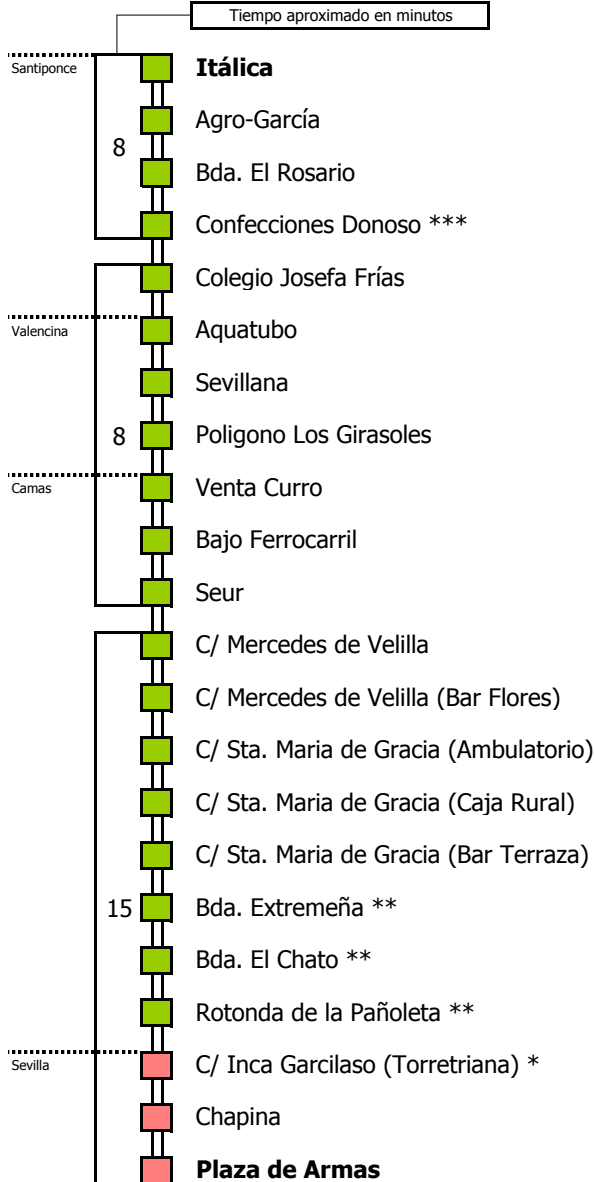 Tiempo aproximado en minutos
Santiponce
Itálica
Agro-García
8
Bda. El Rosario
Confecciones Donoso ***
Colegio Josefa Frías
Valencina
Aquatubo
Sevillana
8
Poligono Los Girasoles
Camas
Venta Curro
Bajo Ferrocarril
Seur
C/ Mercedes de Velilla
C/ Mercedes de Velilla (Bar Flores)
C/ Sta. Maria de Gracia (Ambulatorio)
C/ Sta. Maria de Gracia (Caja Rural)
C/ Sta. Maria de Gracia (Bar Terraza)
15
Bda. Extremeña **
Bda. El Chato **
Rotonda de la Pañoleta **
Sevilla
C/ Inca Garcilaso (Torretriana) *
Chapina
Plaza de Armas